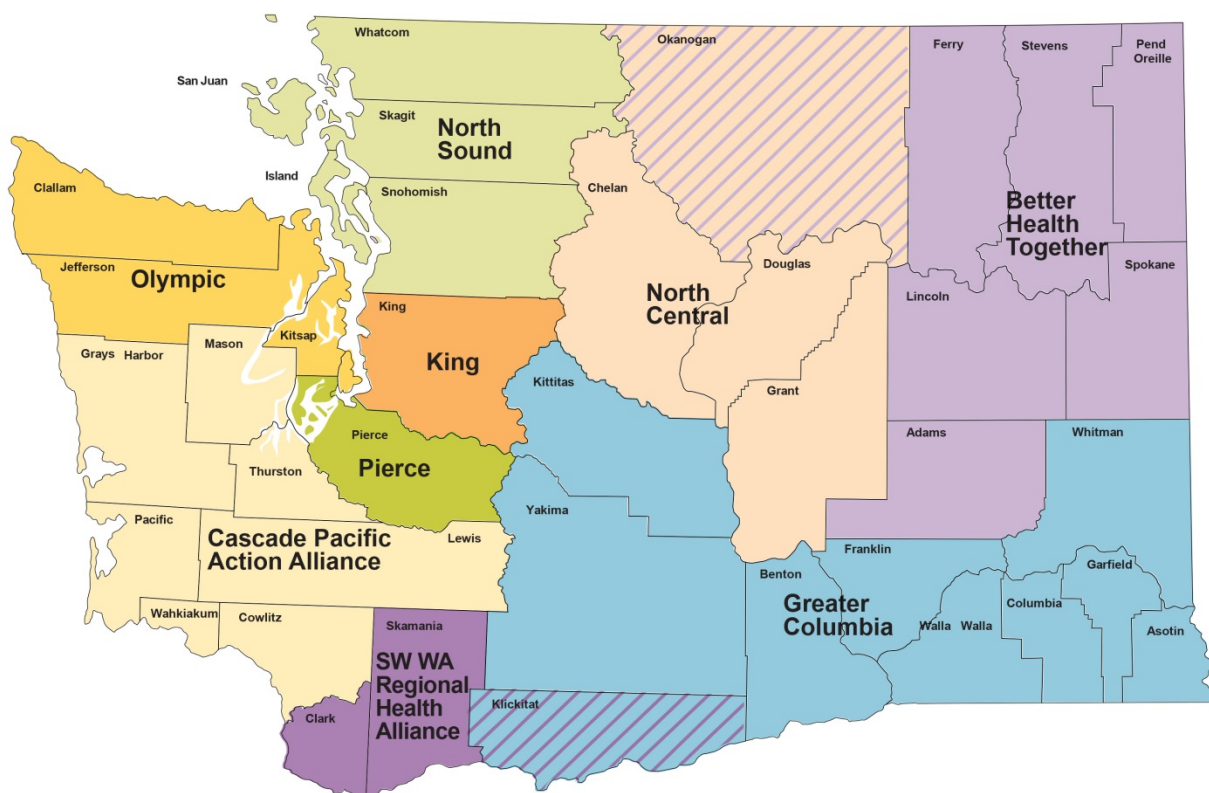 Whatcom
Okanogan
Ferry
Stevens
Pend
Oreille
San Juan
Skagit
North
Sound
Island
Snohomish
Chelan
Clallam
Better
Health
Together
Jefferson
Olympic
Douglas
Spokane
King
North
Central
Lincoln
Kitsap
Mason
Grays Harbor
King
Kittitas
Grant
Pierce
Adams
Whitman
Thurston
Pierce
Yakima
Pacific
Cascade Pacific
Action Alliance
Lewis
Franklin
Benton
Garfield
Greater
Columbia
Columbia
Wahkiakum
Cowlitz
Skamania
Walla Walla
Asotin
SW WA
Regional
Health
Alliance
Klickitat
Clark